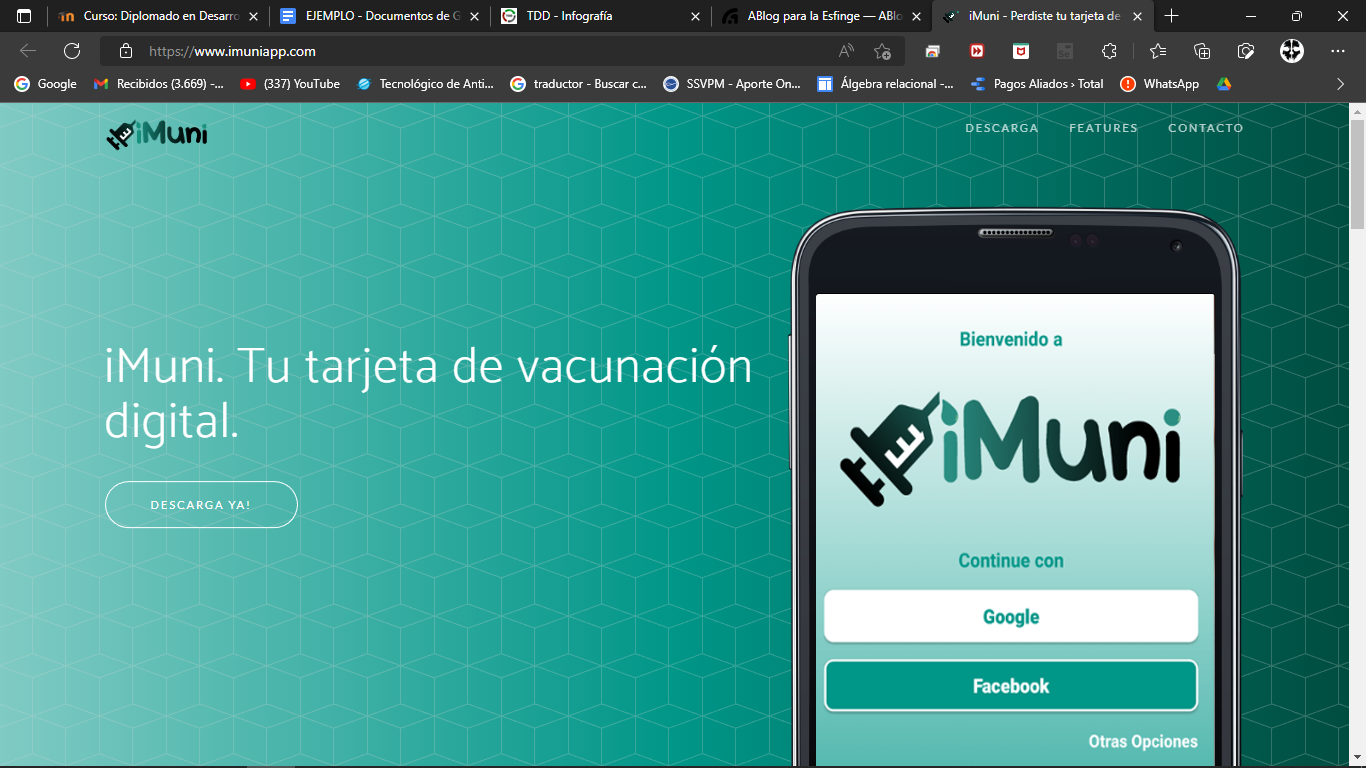 Curso: Diplomado en Desarro
EJEMPLO - Documentos de G
TDD - Infografía
ABlog para la Esfinge — ABlo
iMuni - Perdiste tu tarjeta de
https://www.imuniapp.com
Google
Recibidos (3.669) -...
(337) YouTube
Tecnológico de Anti...
traductor - Buscar c...
SSVPM - Aporte On...
Álgebra relacional -...
Pagos Aliados › Total
WhatsApp
iMuni
DESCARGA
FEATURES
CONTACTO
iMuni. Tu tarjeta de vacunación
digital.
DESCARGA YA!
Bienvenido a
iMuni
Continue con
Google
Facebook
Otras Opciones